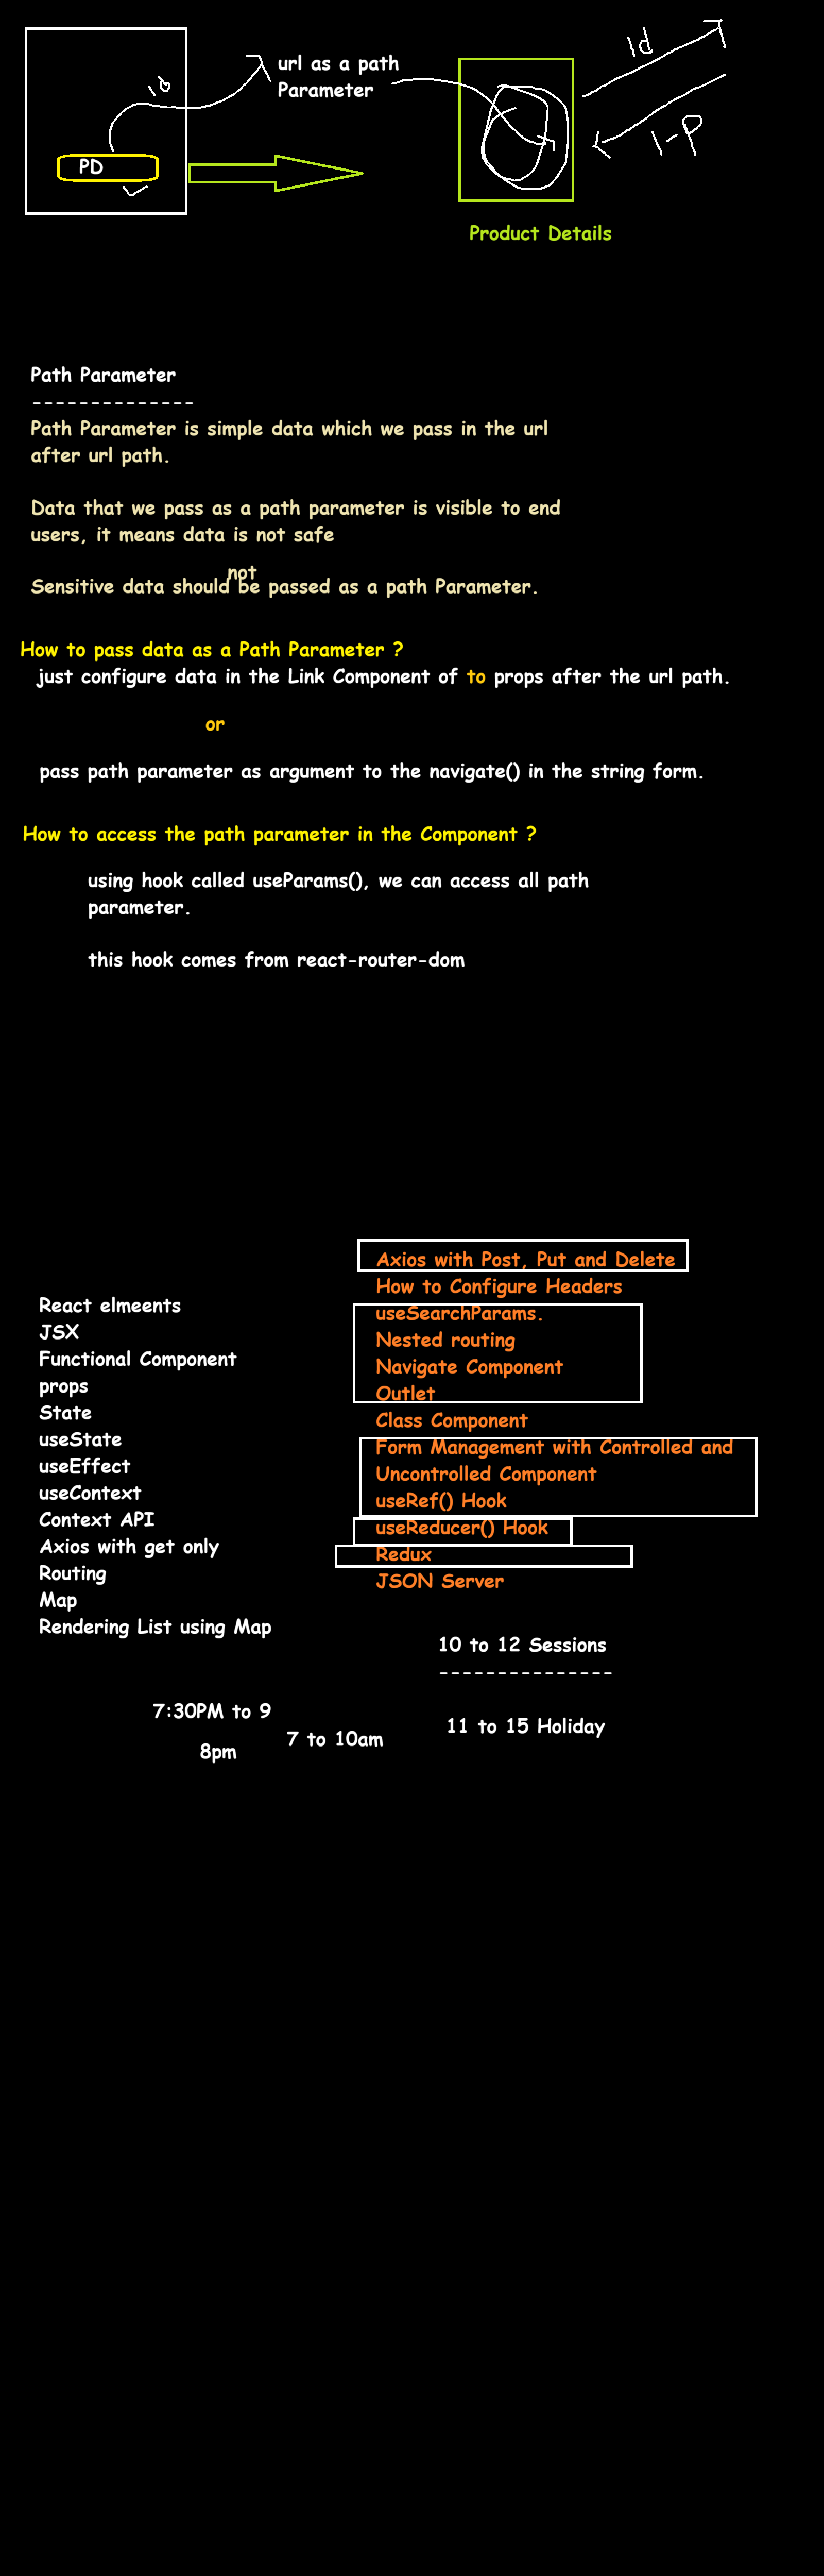 url as a path
Parameter
Id
Id
1-P
PD
Product Details
Path Parameter
--------------
Path Parameter is simple data which we pass in the url
after url path.
Data that we pass as a path parameter is visible to end
users, it means data is not safe
not
Sensitive data should be passed as a path Parameter.
How to pass data as a Path Parameter ?
just configure data in the Link Component of to props after the url path.
or
pass path parameter as argument to the navigate() in the string form.
How to access the path parameter in the Component ?
using hook called useParams(), we can access all path
parameter.
this hook comes from react-router-dom
React elmeents
JSX
Functional Component
props
State
useState
useEffect
useContext
Context API
Axios with get only
Routing
Map
Rendering List using Map
Axios with Post, Put and Delete
How to Configure Headers
useSearchParams.
Nested routing
Navigate Component
Outlet
Class Component
Form Management with Controlled and
Uncontrolled Component
useRef() Hook
useReducer() Hook
Redux
JSON Server
10 to 12 Sessions
---------------
7:30PM to 9
8pm
7 to 10am
11 to 15 Holiday